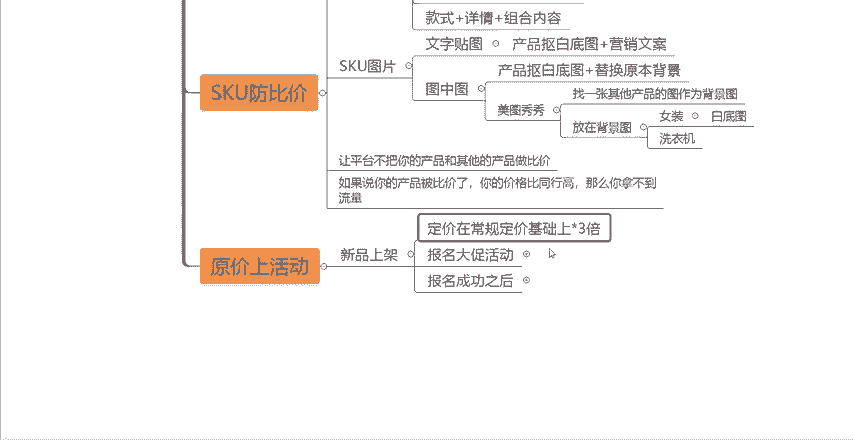 款式+详情+组合内容
文字贴图
产品抠白底图+营销文案
SKU图片
产品抠白底图+替换原本背景
图中图
SKU防比价
找一张其他产品的图作为背景图
美图秀秀
女装
白底图
放在背景图
洗衣机
让平台不把你的产品和其他的产品做比价
如果说你的产品被比价了，你的价格比同行高，那么你拿不到
流量
定价在常规定价基础上*3倍
新品上架
报名大促活动
原价上活动
报名成功之后